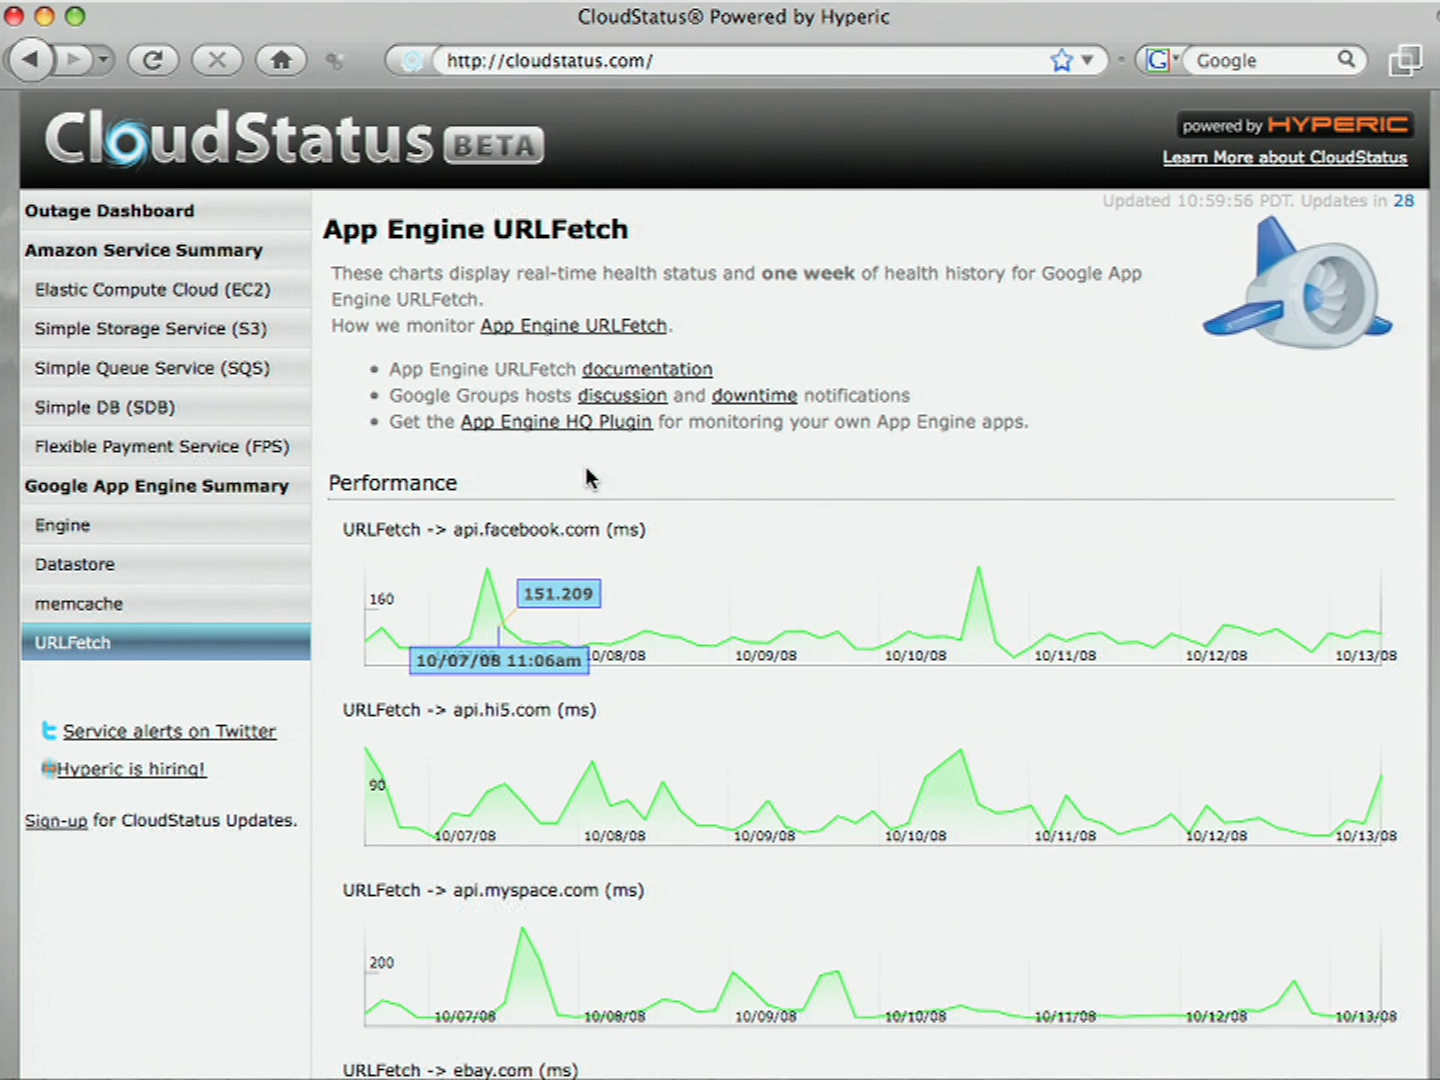 CloudStatus® Powered by Hyperic
http://cloudstatus.com/
Google
CloudStatus BETA
powered by HYPERIC
Learn More about CloudStatus
Updated 10:59:56 PDT. Updates in 28
Outage Dashboard
Amazon Service Summary
Elastic Compute Cloud (EC2)
Simple Storage Service (S3)
Simple Queue Service (SQS)
Simple DB (SDB)
Flexible Payment Service (FPS)
Google App Engine Summary
Engine
Datastore
memcache
URLFetch
Service alerts on Twitter
Hyperic is hiring!
Sign-up for CloudStatus Updates.
App Engine URLFetch
These charts display real-time health status and one week of health history for Google App
Engine URLFetch.
How we monitor App Engine URLFetch.
• App Engine URLFetch documentation
• Google Groups hosts discussion and downtime notifications
• Get the App Engine HQ Plugin for monitoring your own App Engine apps.
Performance
URLFetch -> api.facebook.com (ms)
160
151.209
10/07/08 11:06am
10/08/08 10/09/08 10/10/08 10/11/08 10/12/08 10/13/08
URLFetch -> api.hi5.com (ms)
90
10/07/08 10/08/08 10/09/08 10/10/08 10/11/08 10/12/08 10/13/08
URLFetch -> api.myspace.com (ms)
200
10/07/08 10/08/08 10/09/08 10/10/08 10/11/08 10/12/08 10/13/08
URLFetch -> ebay.com (ms)